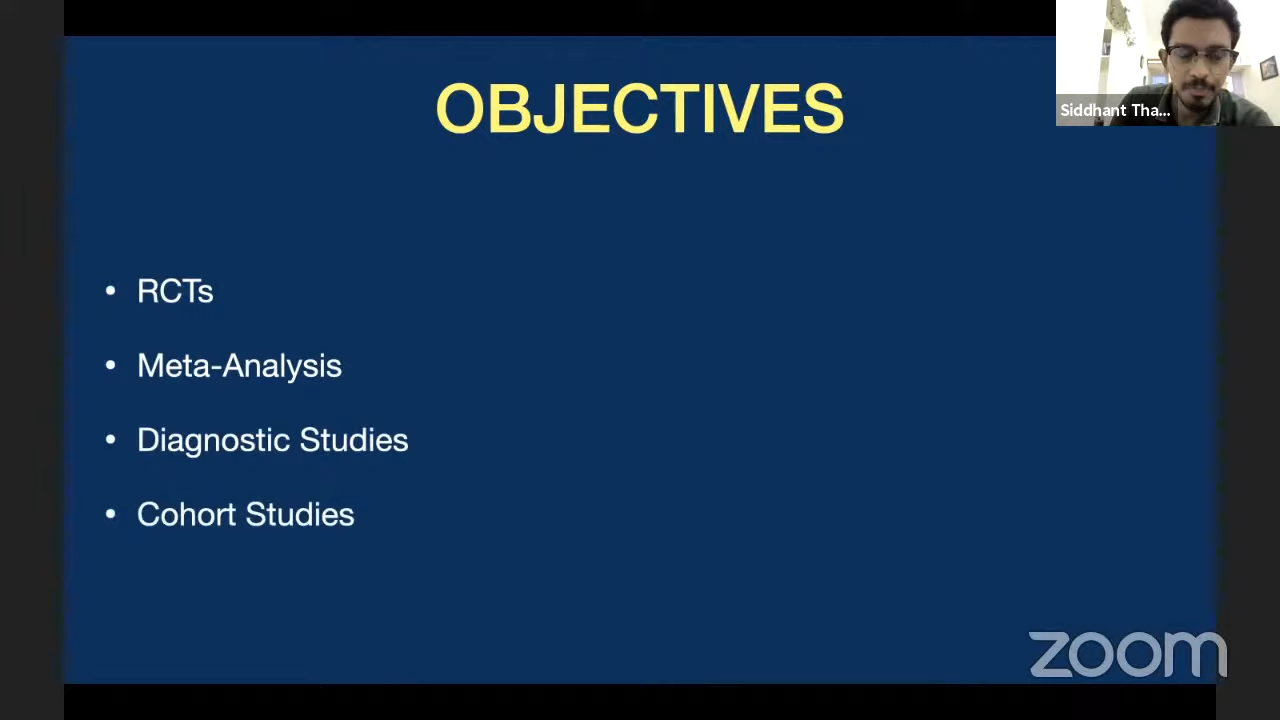 OBJECTIVES
Siddhant Tha...
• RCTs
• Meta-Analysis
• Diagnostic Studies
• Cohort Studies
zoom